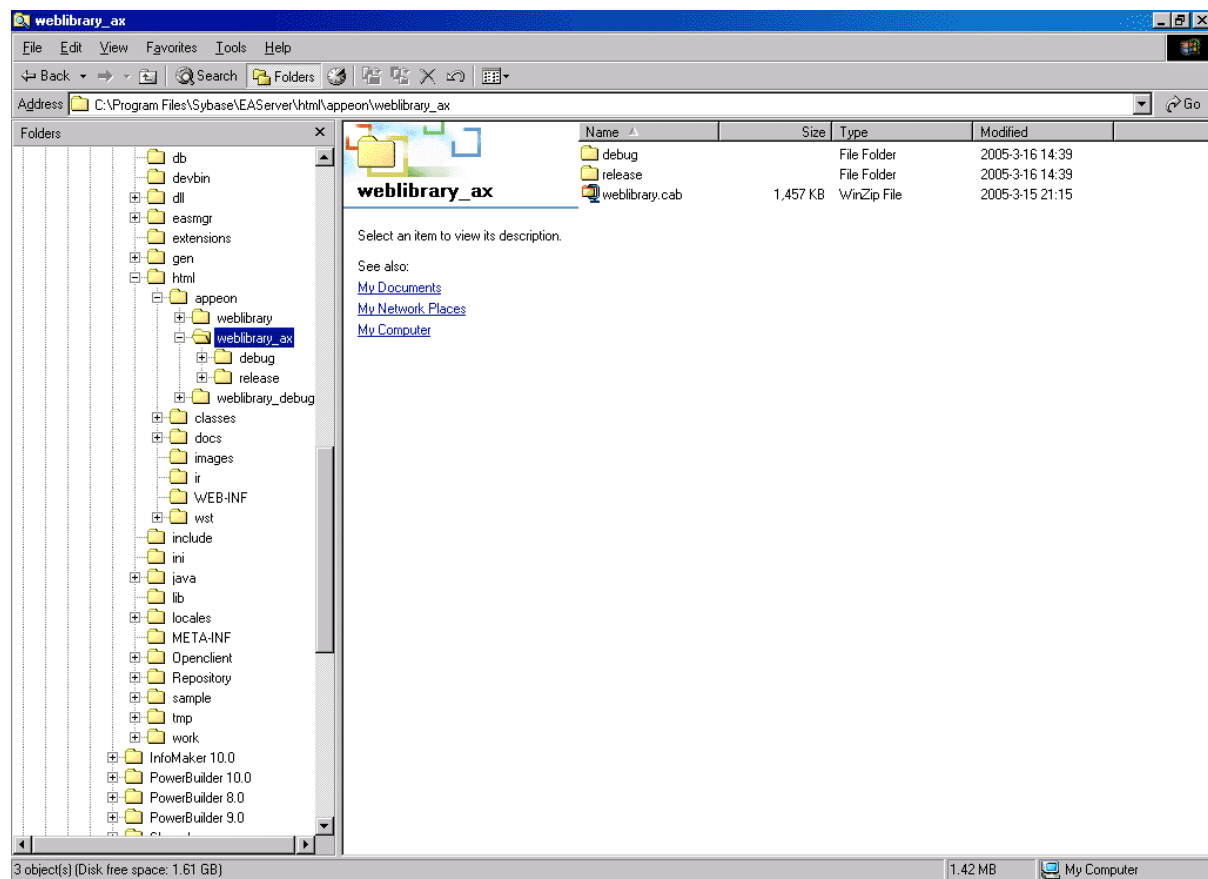 weblibrary_ax
File Edit View Favorites Tools Help
Back Search Folders
Address C:\Program Files\Sybase\EAServer\html\appeon\weblibrary_ax Go
Folders
db
devbin
dll
easmgr
extensions
gen
html
appeon
weblibrary
weblibrary_ax
debug
release
weblibrary_debug
classes
docs
images
ir
WEB-INF
wst
include
ini
java
lib
locales
META-INF
Openclient
Repository
sample
tmp
work
InfoMaker 10.0
PowerBuilder 10.0
PowerBuilder 8.0
PowerBuilder 9.0
weblibrary_ax
Select an item to view its description.
See also:
My Documents
My Network Places
My Computer
Name Size Type Modified
debug File Folder 2005-3-16 14:39
release File Folder 2005-3-16 14:39
weblibrary.cab 1,457 KB WinZip File 2005-3-15 21:15
3 object(s) (Disk free space: 1.61 GB) 1.42 MB My Computer